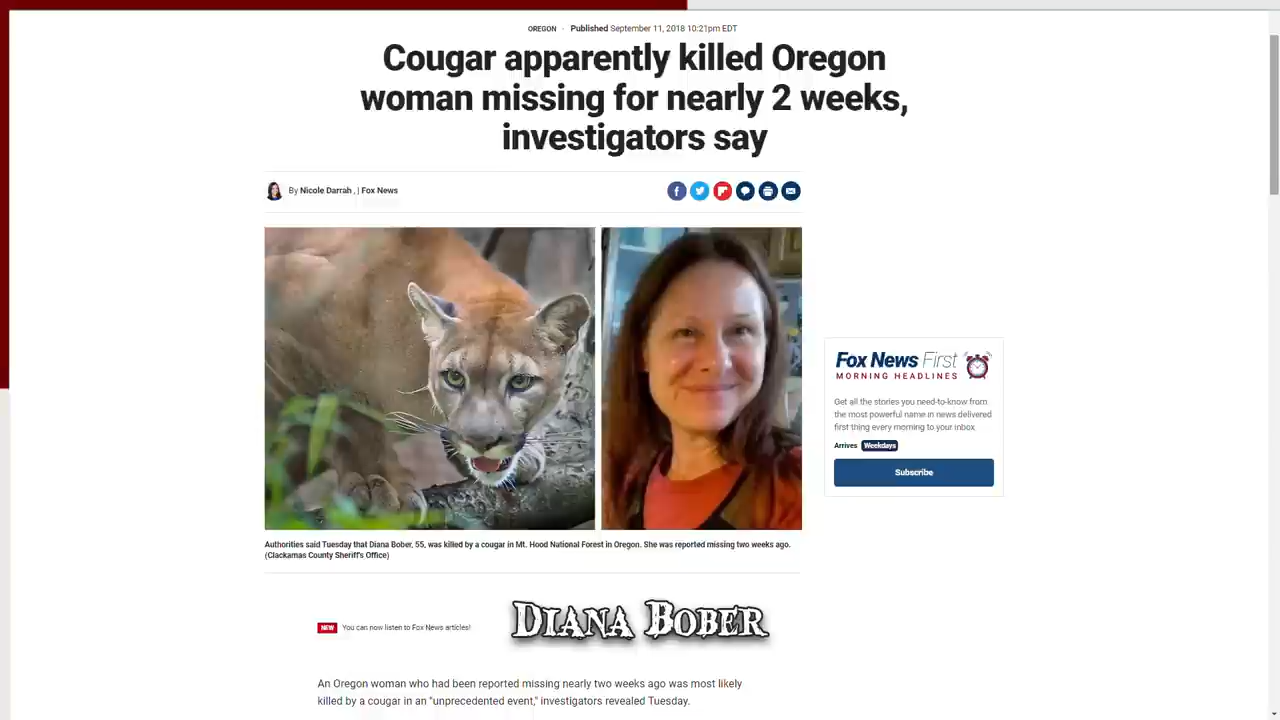 OREGON · Published September 11, 2018 10:21pm EDT
Cougar apparently killed Oregon
woman missing for nearly 2 weeks,
investigators say
By Nicole Darrah , | Fox News
Fox News First
MORNING HEADLINES
Get all the stories you need-to-know from
the most powerful name in news delivered
first thing every morning to your inbox
Arrives Weekdays
Subscribe
Authorities said Tuesday that Diana Bober, 55, was killed by a cougar in Mt. Hood National Forest in Oregon. She was reported missing two weeks ago.
(Clackamas County Sheriff's Office)
NEW You can now listen to Fox News articles!
DIANA BOBER
An Oregon woman who had been reported missing nearly two weeks ago was most likely
killed by a cougar in an "unprecedented event," investigators revealed Tuesday.